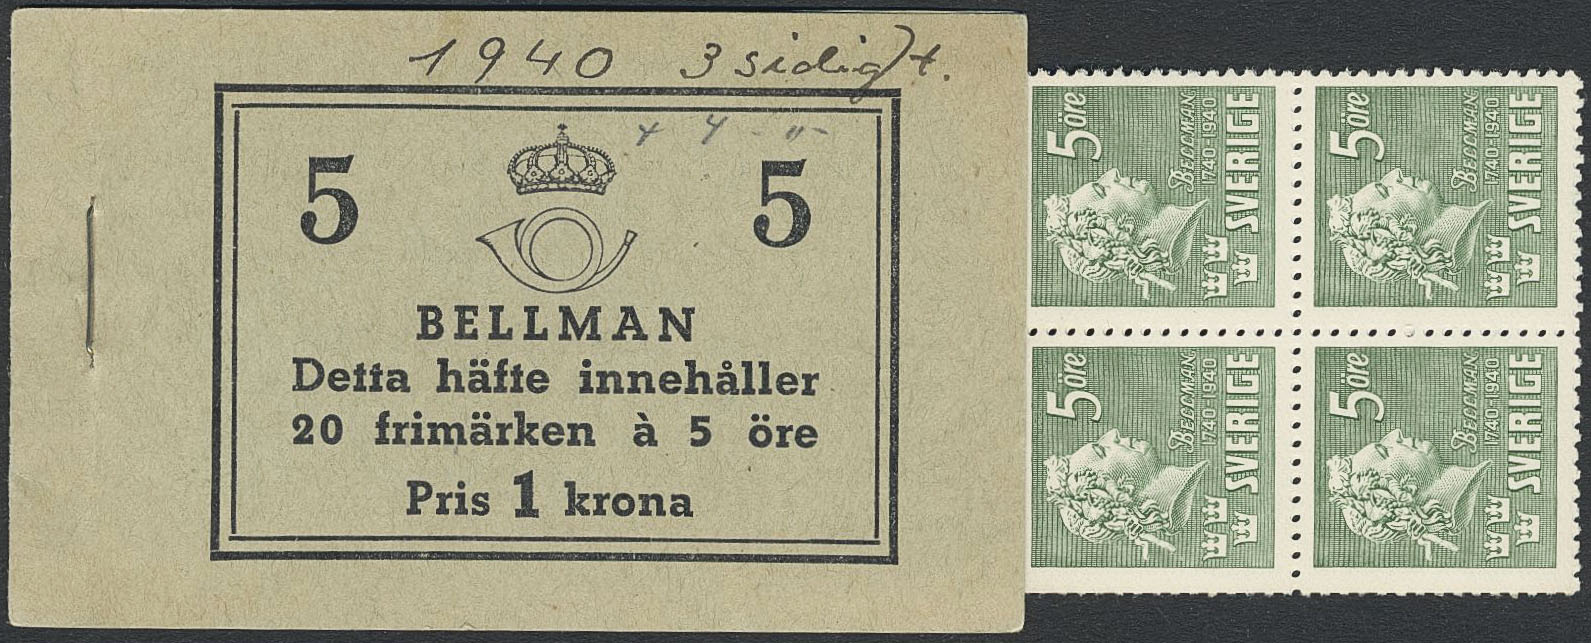 1940 3sidigt.
+ 4 - " -
5 5
BELLMAN
Detta häfte innehåller
20 frimärken à 5 öre
Pris 1 krona
5 öre
BELLMAN
1740-1940
SVERIGE
5 öre
BELLMAN
1740-1940
SVERIGE
5 öre
BELLMAN
1740-1940
SVERIGE
5 öre
BELLMAN
1740-1940
SVERIGE